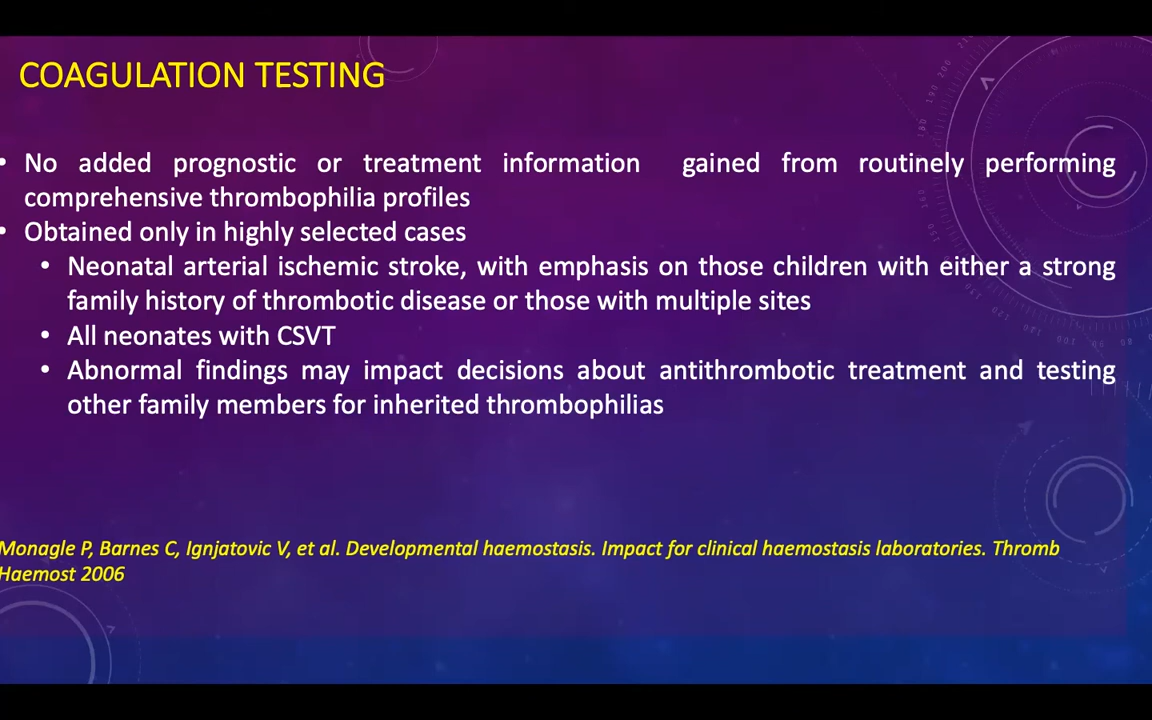 COAGULATION TESTING
• No added prognostic or treatment information gained from routinely performing
comprehensive thrombophilia profiles
• Obtained only in highly selected cases
• Neonatal arterial ischemic stroke, with emphasis on those children with either a strong
family history of thrombotic disease or those with multiple sites
• All neonates with CSVT
• Abnormal findings may impact decisions about antithrombotic treatment and testing
other family members for inherited thrombophilias
Monagle P, Barnes C, Ignjatovic V, et al. Developmental haemostasis. Impact for clinical haemostasis laboratories. Thromb
Haemost 2006